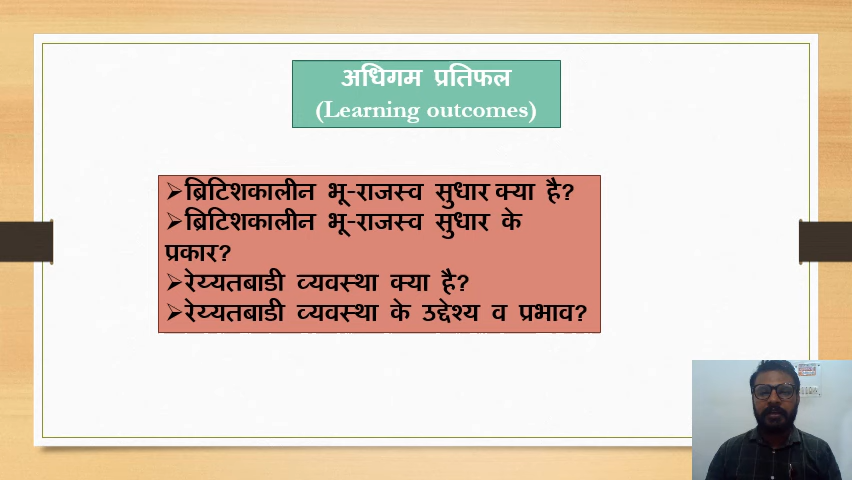 अधिगम प्रतिफल
(Learning outcomes)
➢ब्रिटिशकालीन भू-राजस्व सुधार क्या है?
➢ब्रिटिशकालीन भू-राजस्व सुधार के
प्रकार?
➢रेय्यतबाडी व्यवस्था क्या है?
➢रेय्यतबाडी व्यवस्था के उद्देश्य व प्रभाव?